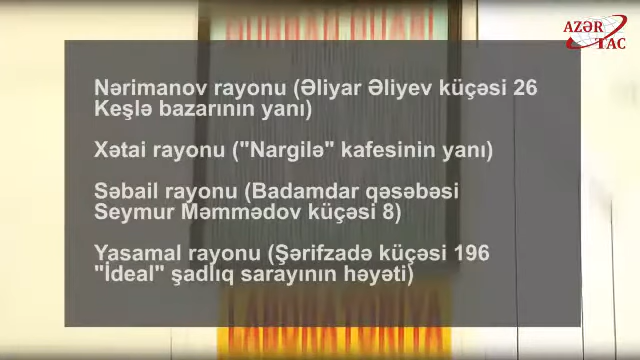 AZƏR
TAC
Nərimanov rayonu (Əliyar Əliyev küçəsi 26
Keşlə bazarının yanı)
Xətai rayonu ("Nargilə" kafesinin yanı)
Səbail rayonu (Badamdar qəsəbəsi
Seymur Məmmədov küçəsi 8)
Yasamal rayonu (Şərifzadə küçəsi 196
"İdeal" şadlıq sarayının həyəti)